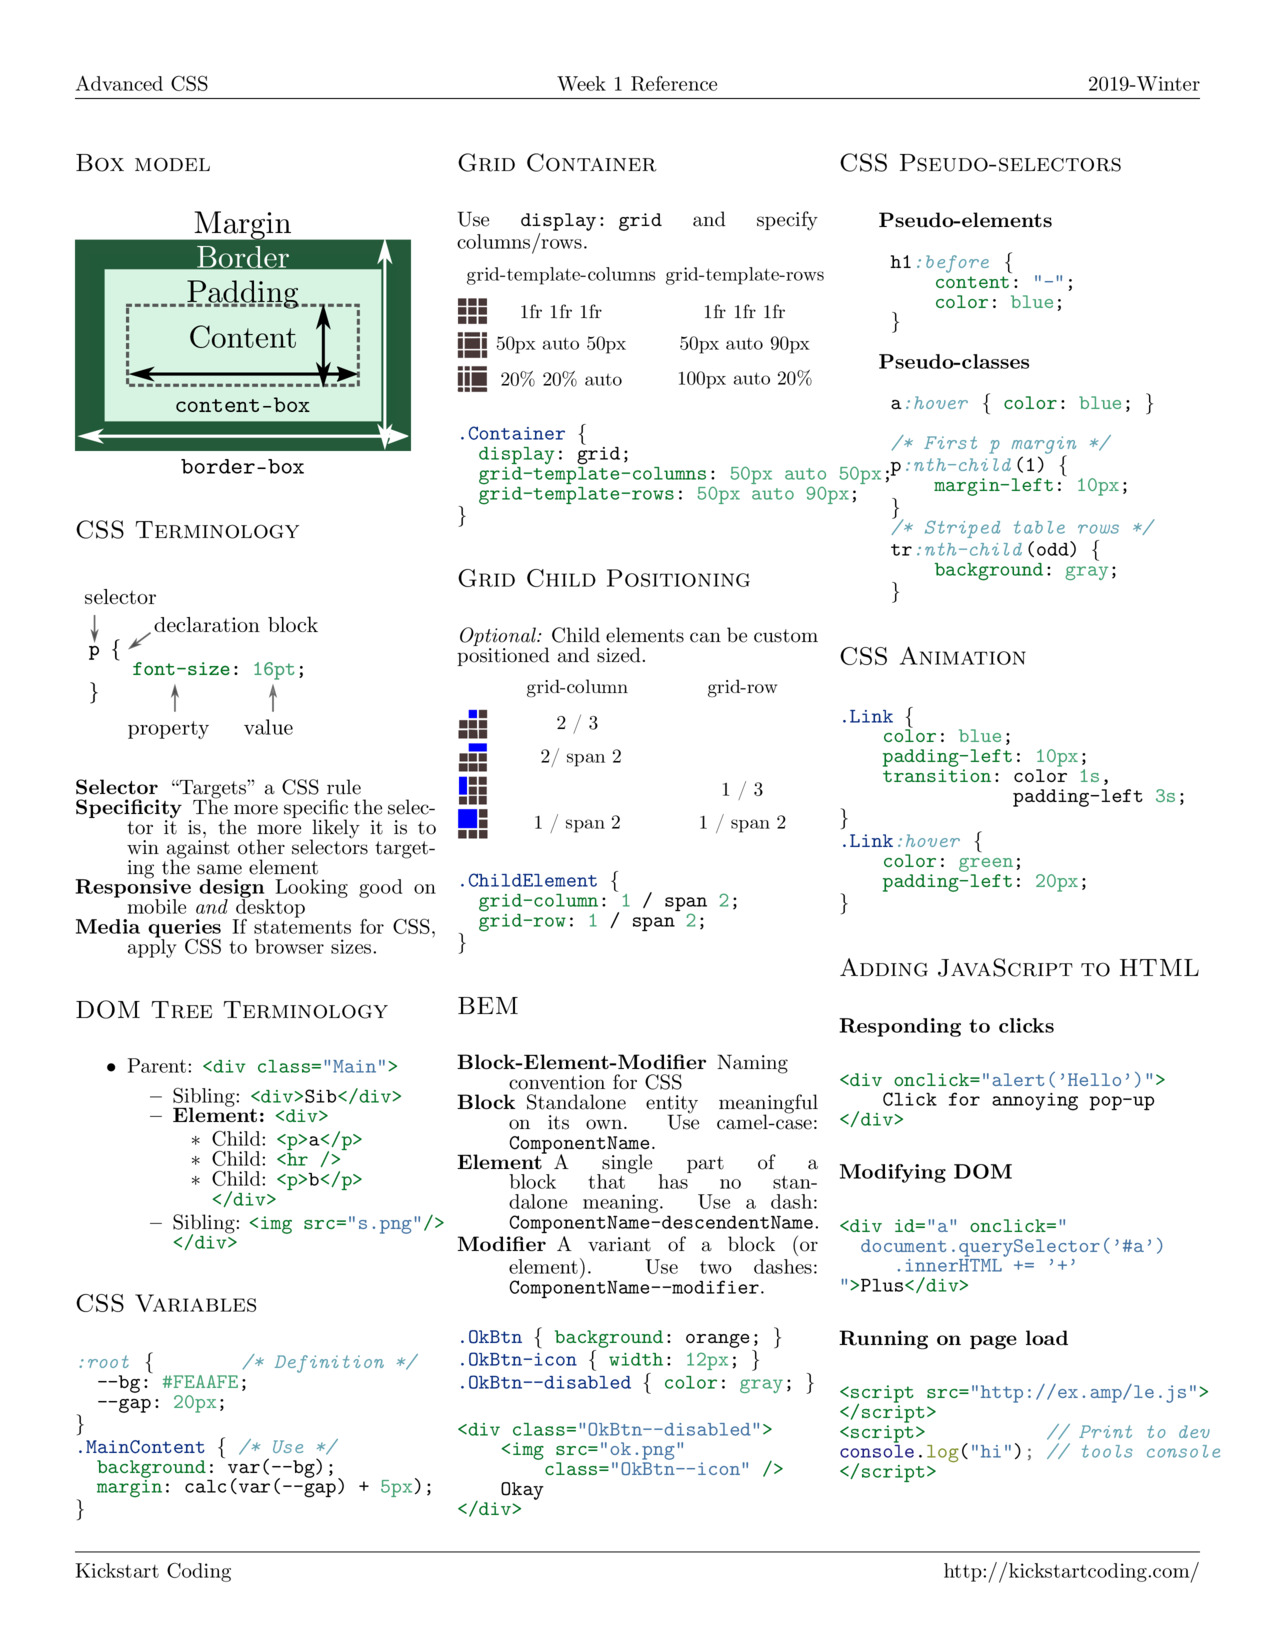 Advanced CSS Week 1 Reference 2019-Winter
BOX MODEL
Margin
Border
Padding
Content
content-box
border-box
CSS TERMINOLOGY
selector
declaration block
p {
font-size: 16pt;
}
property value
Selector “Targets” a CSS rule
Specificity The more specific the selec-
tor it is, the more likely it is to
win against other selectors target-
ing the same element
Responsive design Looking good on
mobile and desktop
Media queries If statements for CSS,
apply CSS to browser sizes.
DOM TREE TERMINOLOGY
• Parent: <div class="Main">
– Sibling: <div>Sib</div>
– Element: <div>
∗ Child: <p>a</p>
∗ Child: <hr />
∗ Child: <p>b</p>
</div>
– Sibling: <img src="s.png"/>
</div>
CSS VARIABLES
:root { /* Definition */
--bg: #FEAAFE;
--gap: 20px;
}
.MainContent { /* Use */
background: var(--bg);
margin: calc(var(--gap) + 5px);
}
GRID CONTAINER
Use display: grid and specify
columns/rows.
grid-template-columns grid-template-rows
1fr 1fr 1fr 1fr 1fr 1fr
50px auto 50px 50px auto 90px
20% 20% auto 100px auto 20%
.Container {
display: grid;
grid-template-columns: 50px auto 50px;
grid-template-rows: 50px auto 90px;
}
GRID CHILD POSITIONING
Optional: Child elements can be custom
positioned and sized.
grid-column grid-row
2 / 3
2/ span 2
1 / 3
1 / span 2 1 / span 2
.ChildElement {
grid-column: 1 / span 2;
grid-row: 1 / span 2;
}
BEM
Block-Element-Modifier Naming
convention for CSS
Block Standalone entity meaningful
on its own. Use camel-case:
ComponentName.
Element A single part of a
block that has no stan-
dalone meaning. Use a dash:
ComponentName-descendentName.
Modifier A variant of a block (or
element). Use two dashes:
ComponentName--modifier.
.OkBtn { background: orange; }
.OkBtn-icon { width: 12px; }
.OkBtn--disabled { color: gray; }
<div class="OkBtn--disabled">
<img src="ok.png"
class="OkBtn--icon" />
Okay
</div>
CSS PSEUDO-SELECTORS
Pseudo-elements
h1:before {
content: "-";
color: blue;
}
Pseudo-classes
a:hover { color: blue; }
/* First p margin */
p:nth-child(1) {
margin-left: 10px;
}
/* Striped table rows */
tr:nth-child(odd) {
background: gray;
}
CSS ANIMATION
.Link {
color: blue;
padding-left: 10px;
transition: color 1s,
padding-left 3s;
}
.Link:hover {
color: green;
padding-left: 20px;
}
ADDING JAVASCRIPT TO HTML
Responding to clicks
<div onclick="alert('Hello')">
Click for annoying pop-up
</div>
Modifying DOM
<div id="a" onclick="
document.querySelector('#a')
.innerHTML += '+'
">Plus</div>
Running on page load
<script src="http://ex.amp/le.js">
</script>
<script> // Print to dev
console.log("hi"); // tools console
</script>
Kickstart Coding http://kickstartcoding.com/